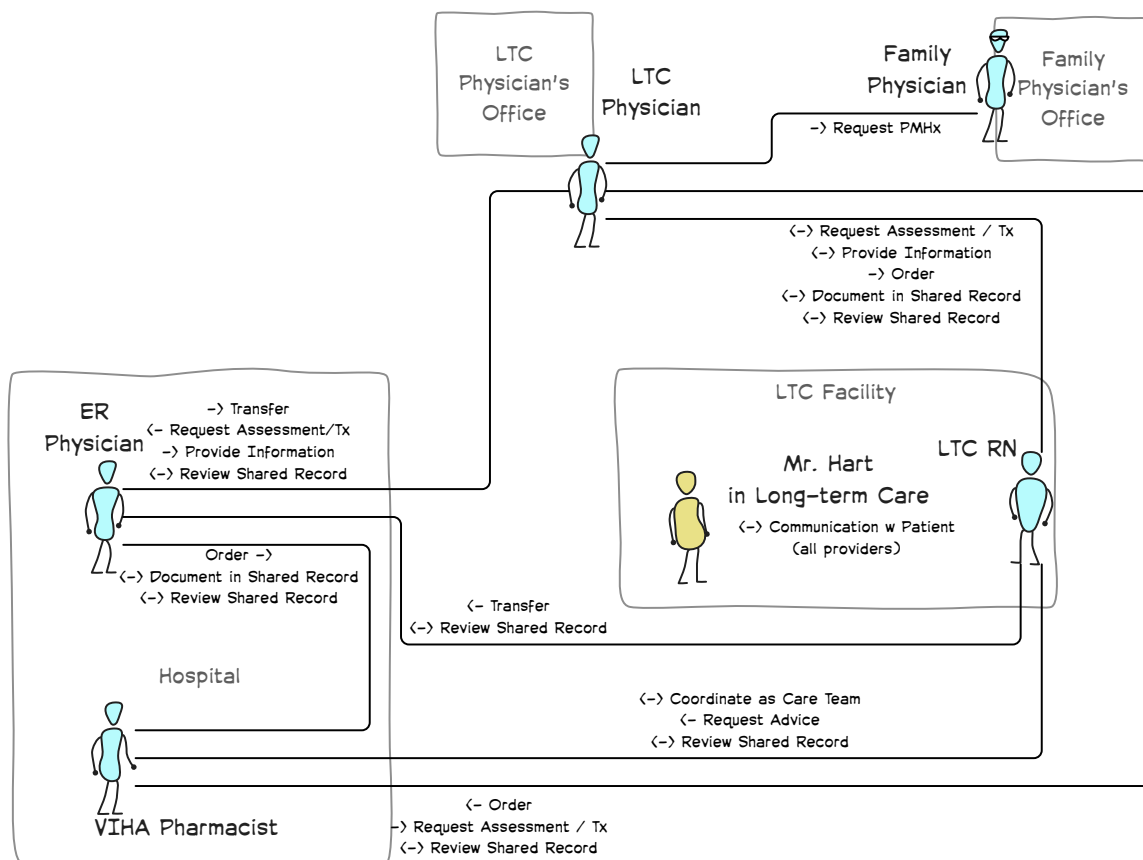 LTC
Physician's
Office
LTC
Physician
Family
Physician
Family
Physician's
Office
-> Request PMHx
<-> Request Assessment / Tx
<-> Provide Information
-> Order
<-> Document in Shared Record
<-> Review Shared Record
ER
Physician
-> Transfer
<- Request Assessment/Tx
-> Provide Information
<-> Review Shared Record
LTC Facility
LTC RN
Mr. Hart
in Long-term Care
<-> Communication w Patient
(all providers)
Order ->
<-> Document in Shared Record
<-> Review Shared Record
<- Transfer
<-> Review Shared Record
Hospital
<-> Coordinate as Care Team
<- Request Advice
<-> Review Shared Record
VIHA Pharmacist
<- Order
-> Request Assessment / Tx
<-> Review Shared Record